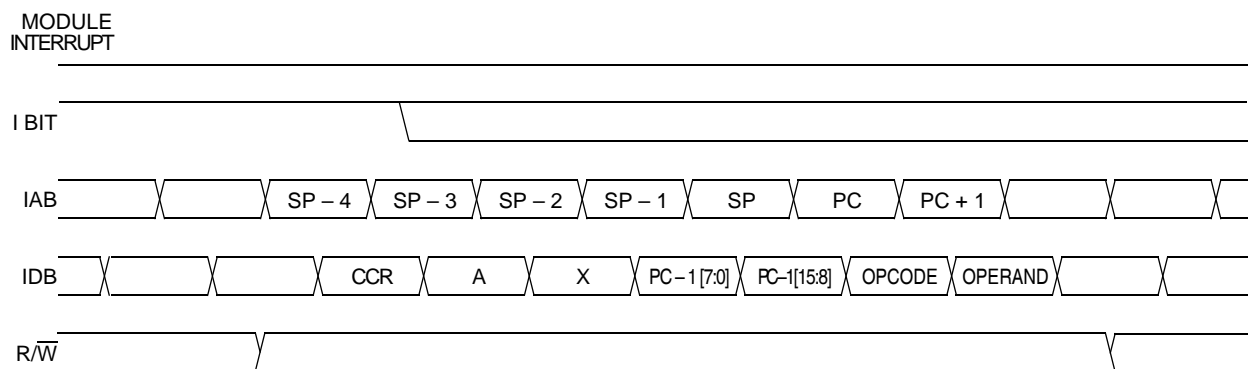 MODULE
INTERRUPT
I BIT
IAB SP – 4 SP – 3 SP – 2 SP – 1 SP PC PC + 1
IDB CCR A X PC – 1 [7:0] PC–1[15:8] OPCODE OPERAND
R/W̅